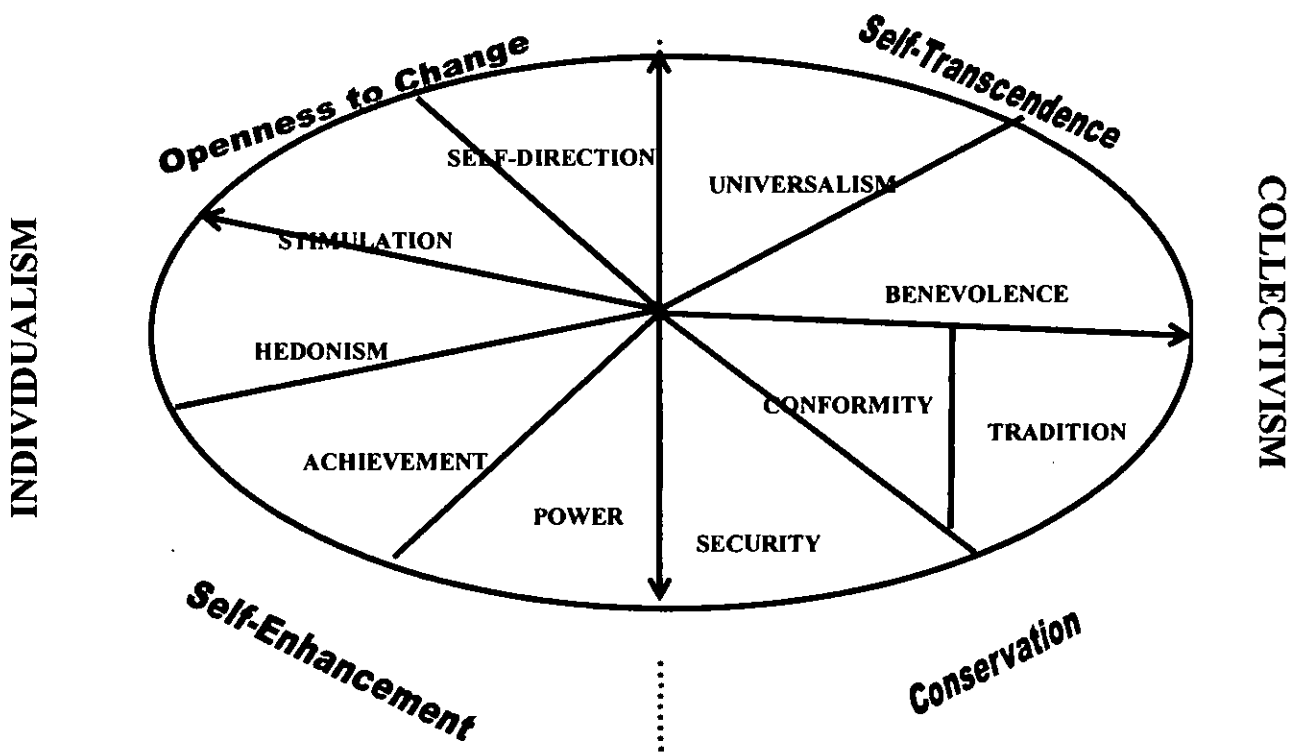 Openness to Change
Self-Transcendence
SELF-DIRECTION
UNIVERSALISM
STIMULATION
BENEVOLENCE
INDIVIDUALISM
COLLECTIVISM
HEDONISM
CONFORMITY
TRADITION
ACHIEVEMENT
POWER
SECURITY
Self-Enhancement
Conservation